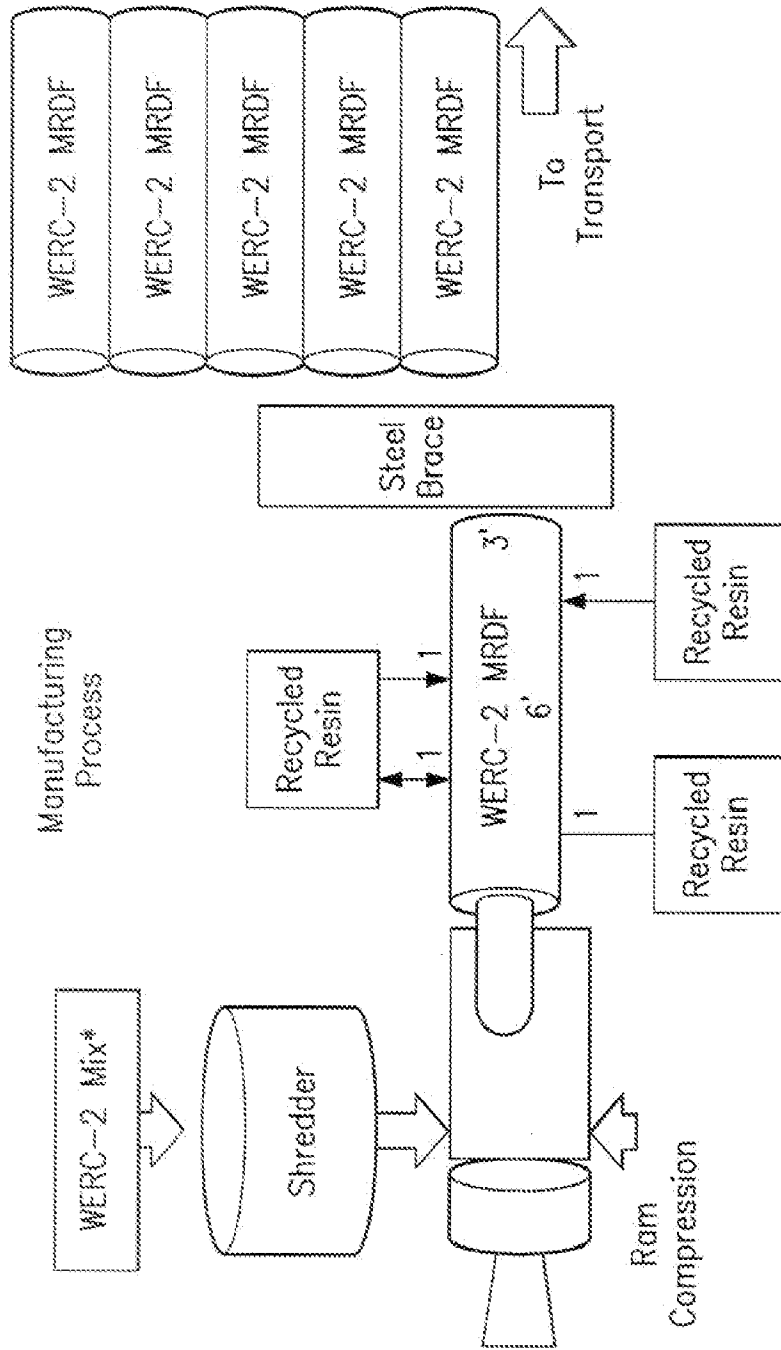 Manufacturing
Process
WERC-2 Mix*
Shredder
Ram
Compression
Recycled
Resin
1
1
WERC-2 MRDF
6'
3'
1
1
Recycled
Resin
Recycled
Resin
Steel
Brace
WERC-2 MRDF
WERC-2 MRDF
WERC-2 MRDF
WERC-2 MRDF
WERC-2 MRDF
To
Transport